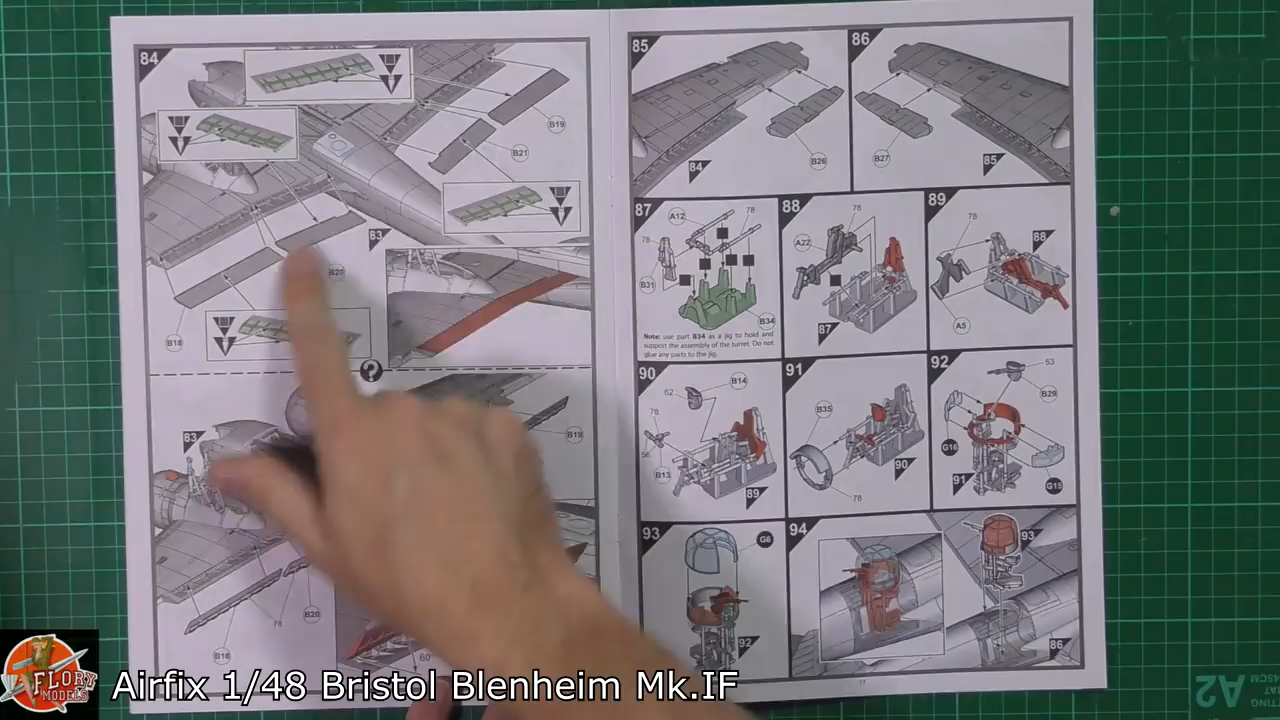 84
B19
B21
83
B20
B18
?
83
B19
B28
78
B18
60
85
B26
84
86
B27
85
87
A12
78
78
B31
B34
Note: use part B34 as a jig to hold and
support the assembly of the turret. Do not
glue any parts to the jig.
88
78
A22
87
89
78
88
A5
90
62
B14
78
56
B13
89
91
B35
90
78
92
53
B29
G16
91
G15
93
G6
92
94
93
86
FLORY
MODELS
Airfix 1/48 Bristol Blenheim Mk.IF
A2